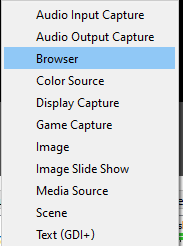 Audio Input Capture
Audio Output Capture
Browser
Color Source
Display Capture
Game Capture
Image
Image Slide Show
Media Source
Scene
Text (GDI+)